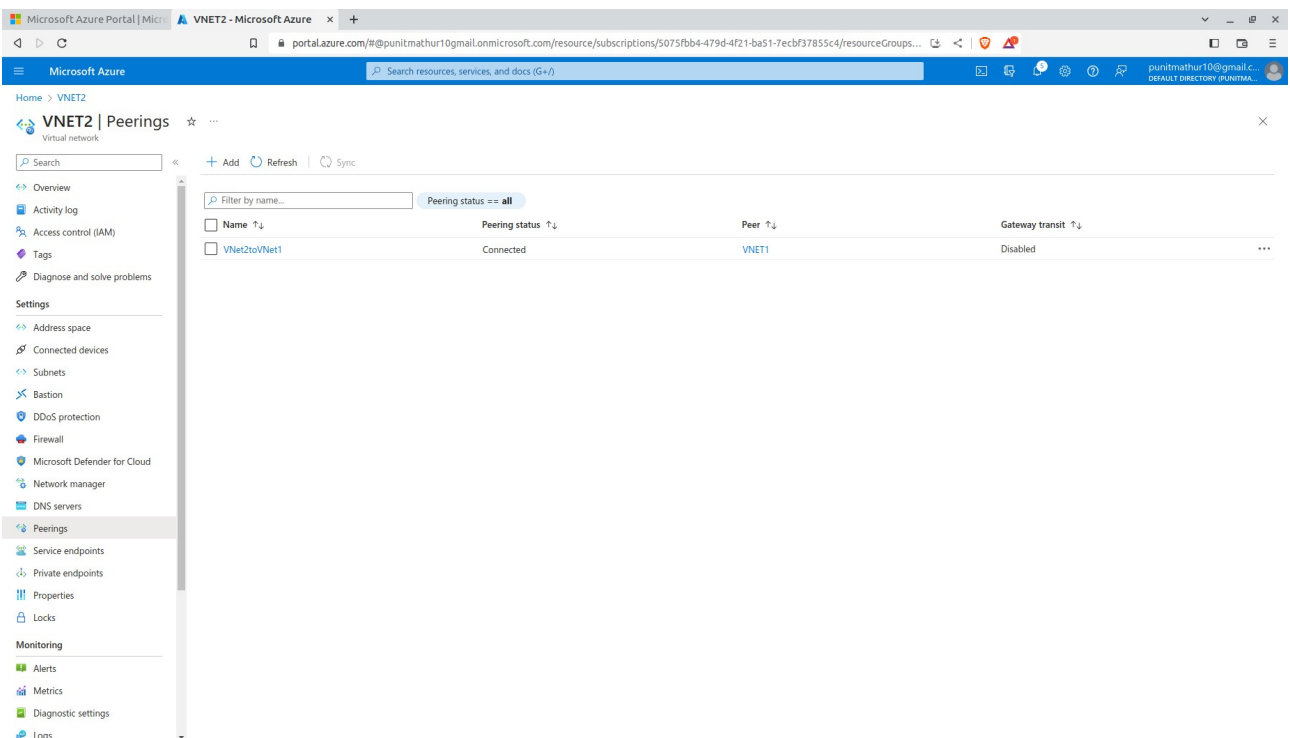 Microsoft Azure Portal | Micro
VNET2 - Microsoft Azure
portal.azure.com/#@punitmathur10gmail.onmicrosoft.com/resource/subscriptions/5075fbb4-479d-4f21-ba51-7ecbf37855c4/resourceGroups...
Microsoft Azure
Search resources, services, and docs (G+/)
5
punitmathur10@gmail.c...
DEFAULT DIRECTORY (PUNITMA...
Home > VNET2
VNET2 | Peerings
Virtual network
Search
Add
Refresh
Sync
Overview
Activity log
Access control (IAM)
Tags
Diagnose and solve problems
Settings
Address space
Connected devices
Subnets
Bastion
DDoS protection
Firewall
Microsoft Defender for Cloud
Network manager
DNS servers
Peerings
Service endpoints
Private endpoints
Properties
Locks
Monitoring
Alerts
Metrics
Diagnostic settings
Logs
Filter by name...
Peering status == all
Name Peering status Peer Gateway transit
VNet2toVNet1 Connected VNET1 Disabled